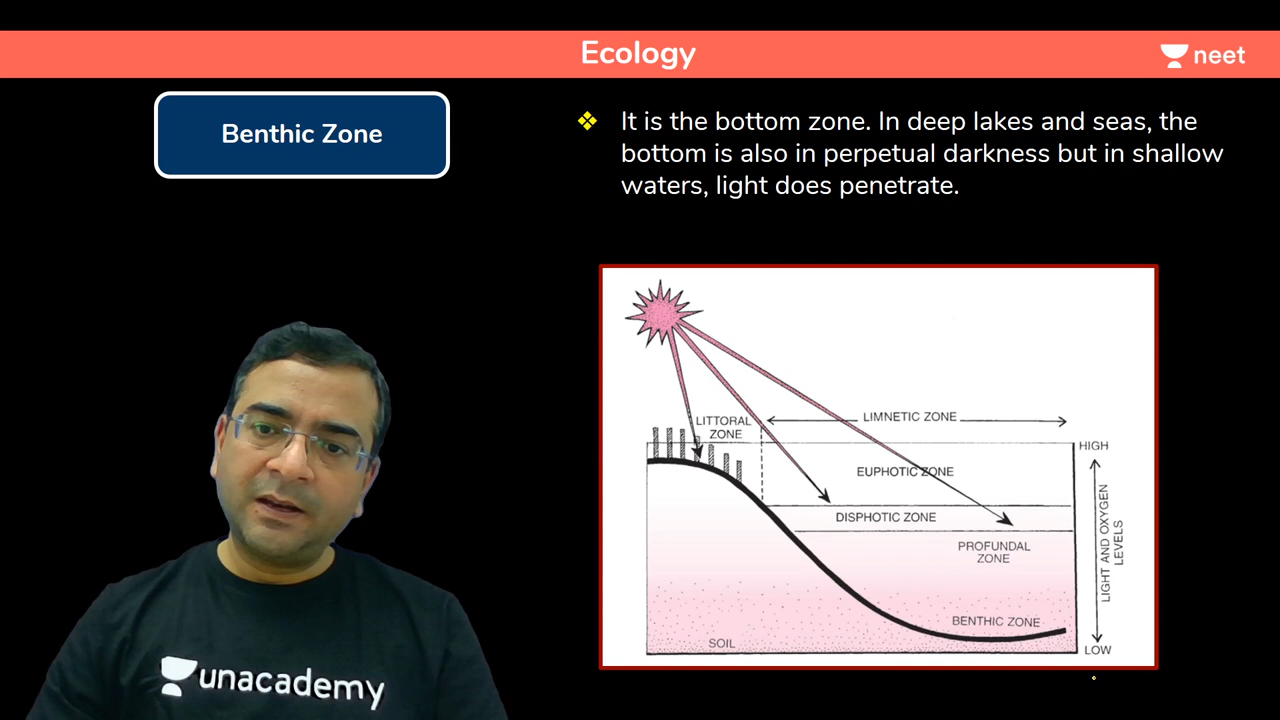 Ecology
neet
Benthic Zone
It is the bottom zone. In deep lakes and seas, the
bottom is also in perpetual darkness but in shallow
waters, light does penetrate.
LITTORAL
ZONE
LIMNETIC ZONE
HIGH
EUPHOTIC ZONE
DISPHOTIC ZONE
PROFUNDAL
ZONE
LIGHT AND OXYGEN
LEVELS
BENTHIC ZONE
SOIL
LOW
unacademy